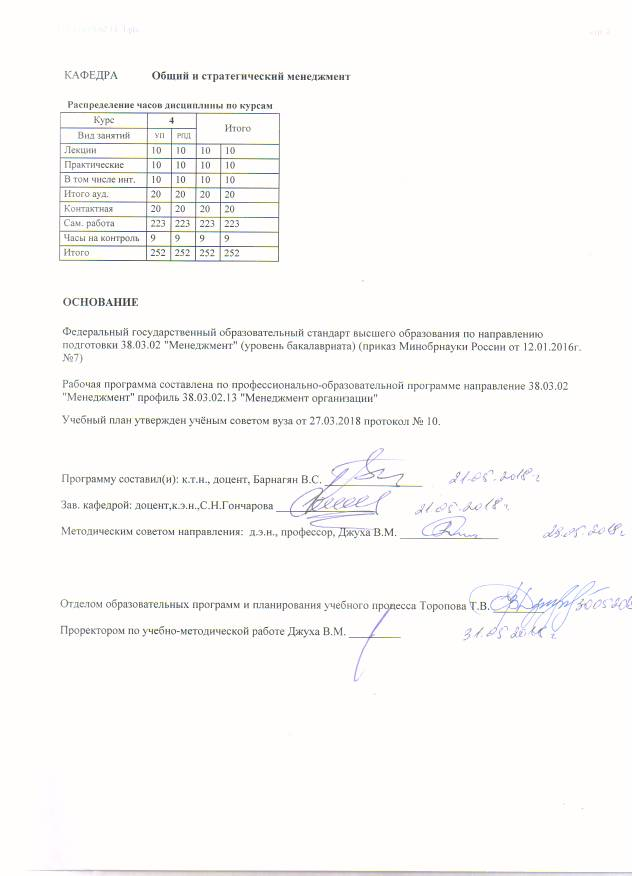 КАФЕДРА Общий и стратегический менеджмент
Распределение часов дисциплины по курсам
Курс 4 Итого
Вид занятий УП РПД
Лекции 10 10 10 10
Практические 10 10 10 10
В том числе инт. 10 10 10 10
Итого ауд. 20 20 20 20
Контактная 20 20 20 20
Сам. работа 223 223 223 223
Часы на контроль 9 9 9 9
Итого 252 252 252 252
ОСНОВАНИЕ
Федеральный государственный образовательный стандарт высшего образования по направлению
подготовки 38.03.02 "Менеджмент" (уровень бакалавриата) (приказ Минобрнауки России от 12.01.2016г.
№7)
Рабочая программа составлена по профессионально-образовательной программе направление 38.03.02
"Менеджмент" профиль 38.03.02.13 "Менеджмент организации"
Учебный план утвержден учёным советом вуза от 27.03.2018 протокол № 10.
Программу составил(и): к.т.н., доцент, Барнагян В.С. 21.05.2018 г
Зав. кафедрой: доцент,к.э.н.,С.Н.Гончарова 21.05.2018 г.
Методическим советом направления: д.э.н., профессор, Джуха В.М. 29.05.2018 г.
Отделом образовательных программ и планирования учебного процесса Торопова Т.В. 30.05.201
Проректором по учебно-методической работе Джуха В.М. 31.05.2018 г